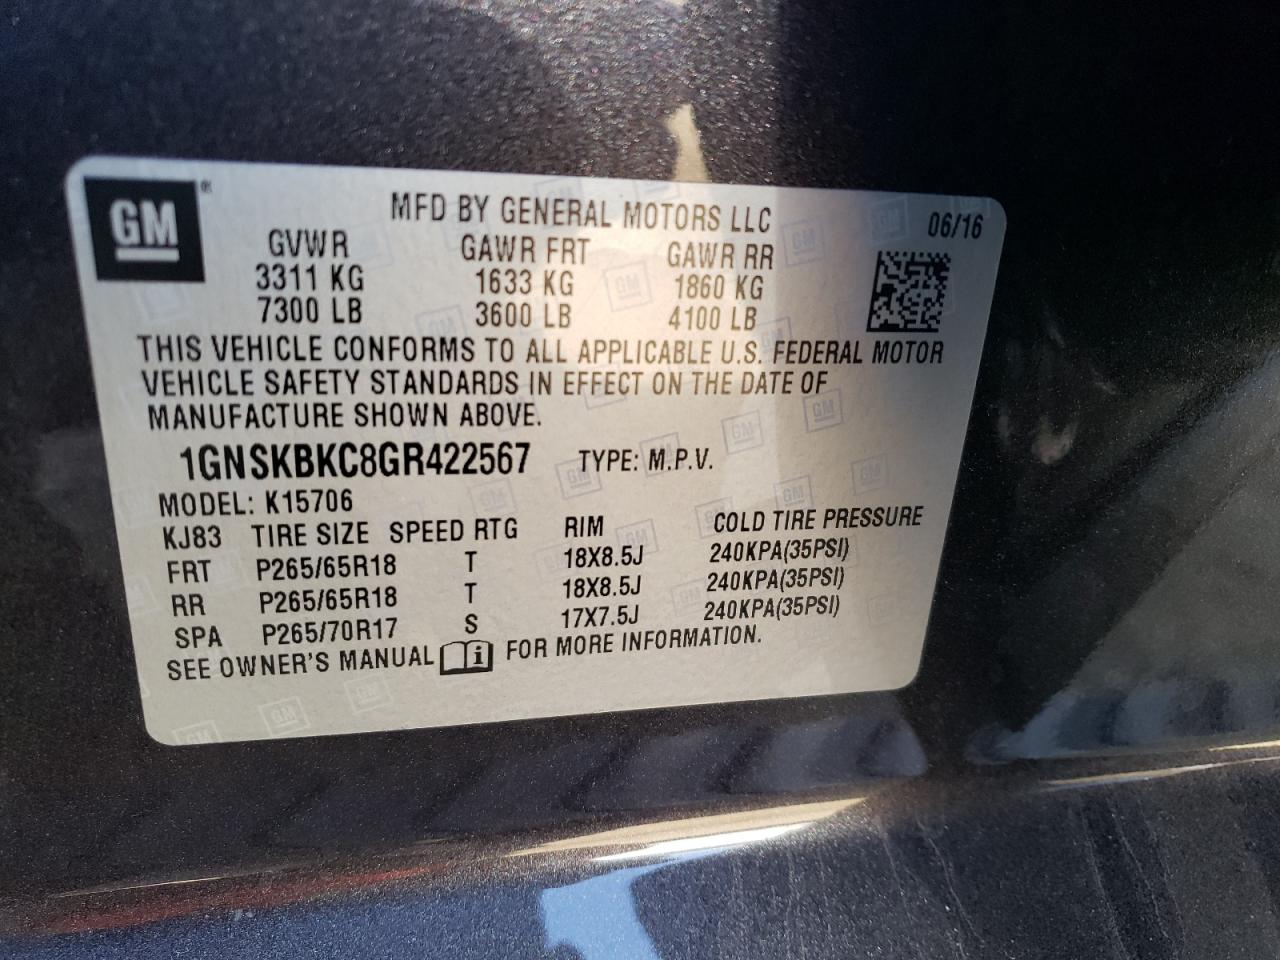 GM®
MFD BY GENERAL MOTORS LLC 06/16
GVWR GAWR FRT GAWR RR
3311 KG 1633 KG 1860 KG
7300 LB 3600 LB 4100 LB
THIS VEHICLE CONFORMS TO ALL APPLICABLE U.S. FEDERAL MOTOR
VEHICLE SAFETY STANDARDS IN EFFECT ON THE DATE OF
MANUFACTURE SHOWN ABOVE.
1GNSKBKC8GR422567 TYPE: M.P.V.
MODEL: K15706
KJ83 TIRE SIZE SPEED RTG RIM COLD TIRE PRESSURE
FRT P265/65R18 T 18X8.5J 240KPA(35PSI)
RR P265/65R18 T 18X8.5J 240KPA(35PSI)
SPA P265/70R17 S 17X7.5J 240KPA(35PSI)
SEE OWNER'S MANUAL i FOR MORE INFORMATION.